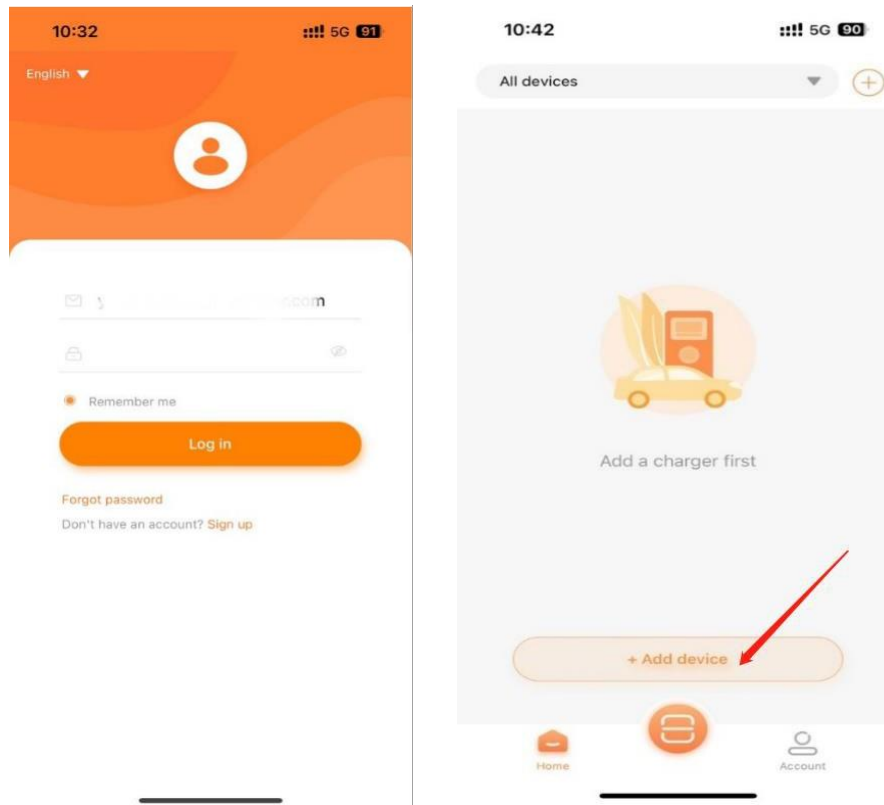 10:32
5G 91
English
com
Remember me
Log in
Forgot password
Don't have an account? Sign up
10:42
5G 90
All devices
Add a charger first
+ Add device
Home
Account